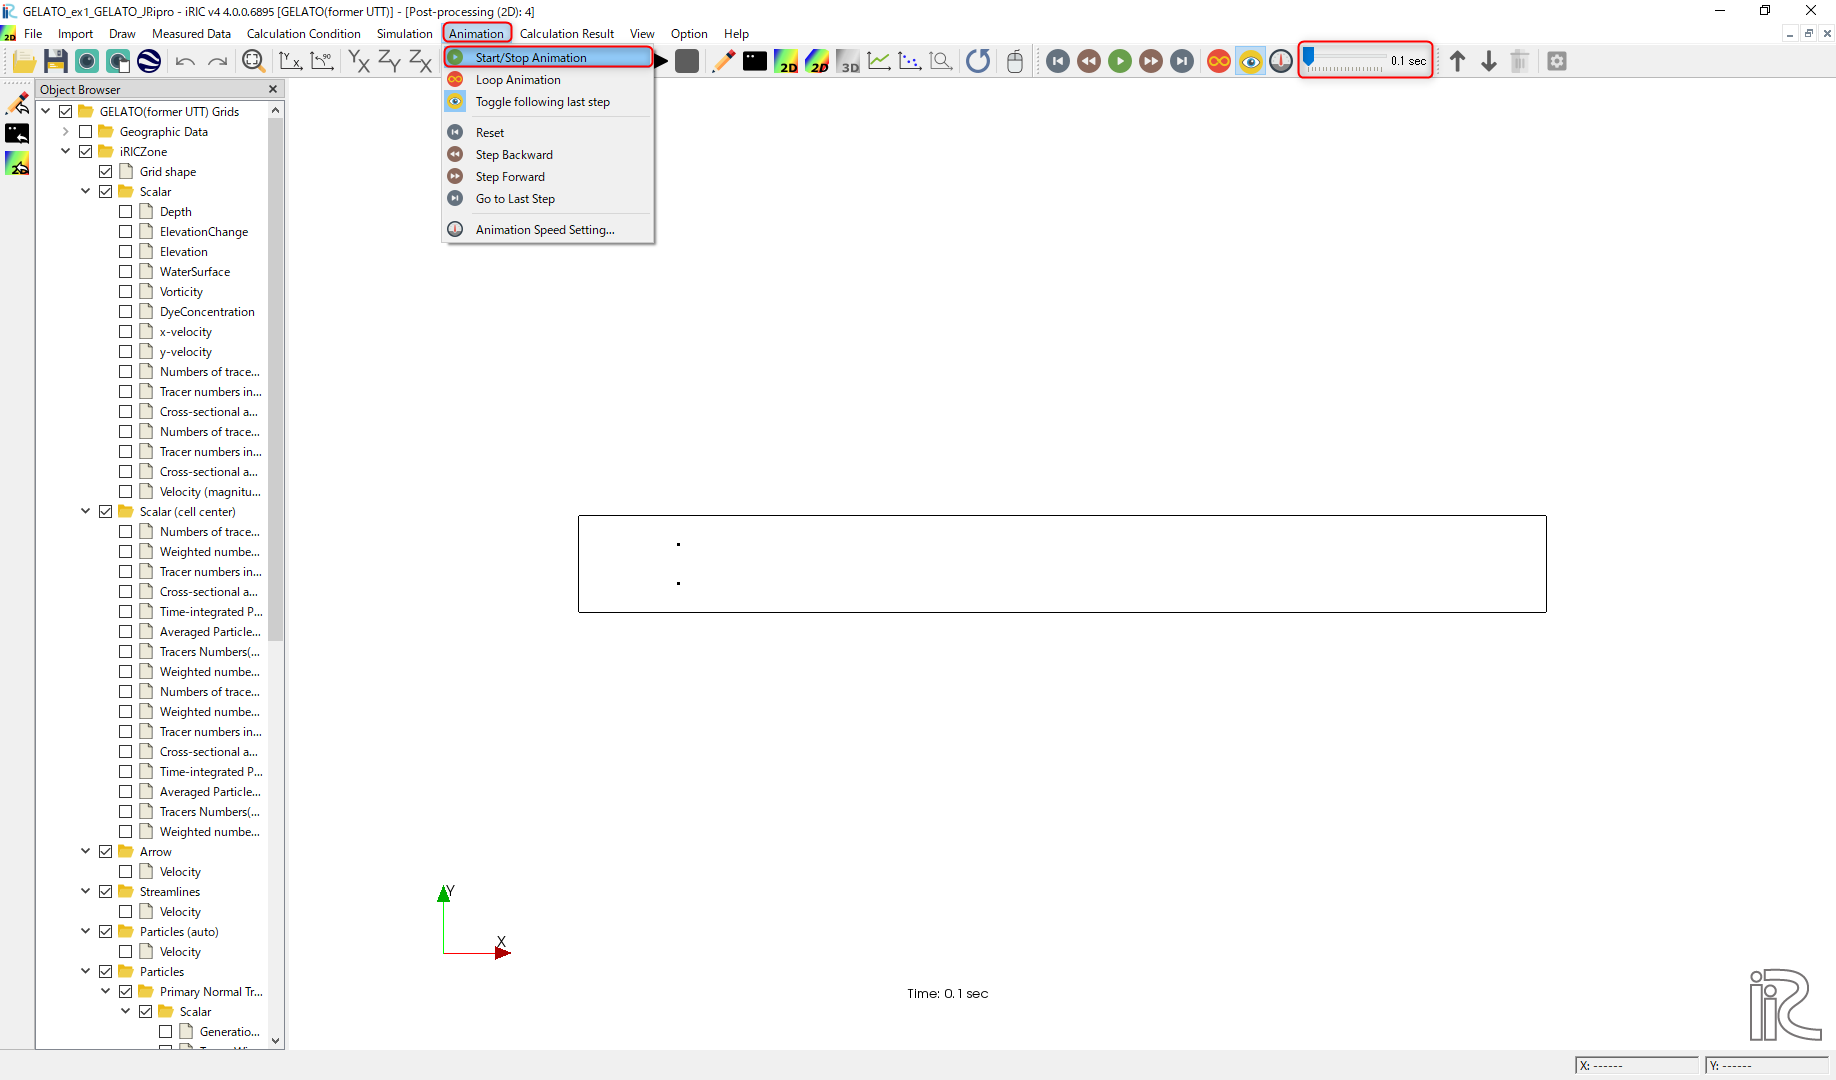 GELATO_ex1_GELATO_JP.ipro - iRIC v4 4.0.0.6895 [GELATO(former UTT)] - [Post-processing (2D): 4]
File Import Draw Measured Data Calculation Condition Simulation Animation Calculation Result View Option Help
Start/Stop Animation
Loop Animation
Toggle following last step
Reset
Step Backward
Step Forward
Go to Last Step
Animation Speed Setting...
0.1 sec
Object Browser
GELATO(former UTT) Grids
Geographic Data
iRICZone
Grid shape
Scalar
Depth
ElevationChange
Elevation
WaterSurface
Vorticity
DyeConcentration
x-velocity
y-velocity
Numbers of trace...
Tracer numbers in...
Cross-sectional a...
Numbers of trace...
Tracer numbers in...
Cross-sectional a...
Velocity (magnitu...
Scalar (cell center)
Numbers of trace...
Weighted numbe...
Tracer numbers in...
Cross-sectional a...
Time-integrated P...
Averaged Particle...
Tracers Numbers(...
Weighted numbe...
Numbers of trace...
Weighted numbe...
Tracer numbers in...
Cross-sectional a...
Time-integrated P...
Averaged Particle...
Tracers Numbers(...
Weighted numbe...
Arrow
Velocity
Streamlines
Velocity
Particles (auto)
Velocity
Particles
Primary Normal Tr...
Scalar
Generatio...
Y
X
Time: 0.1 sec
iRIC
X: ------
Y: ------